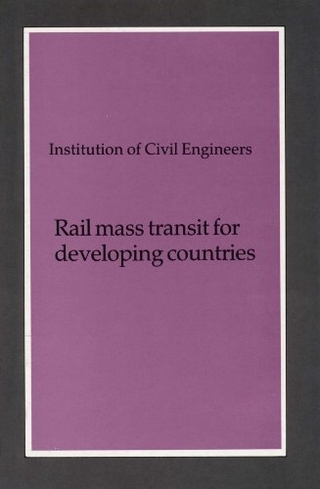 Institution of Civil Engineers
Rail mass transit for
developing countries